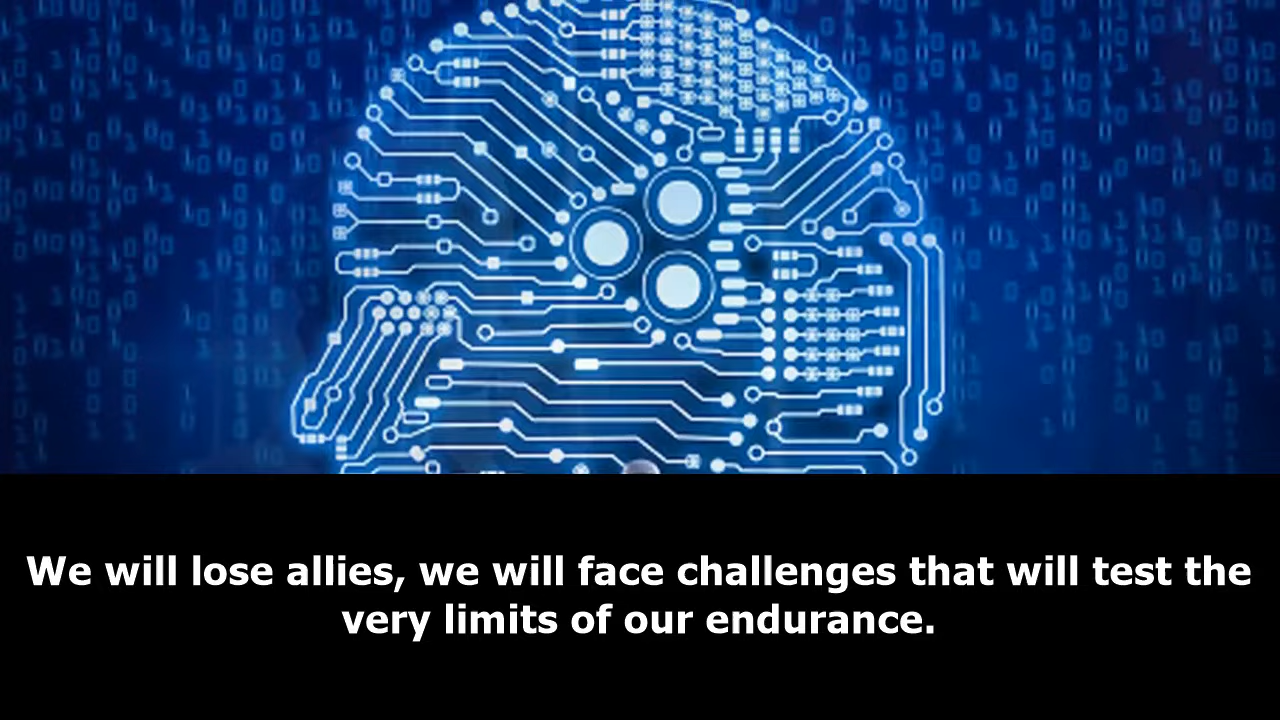 We will lose allies, we will face challenges that will test the
very limits of our endurance.